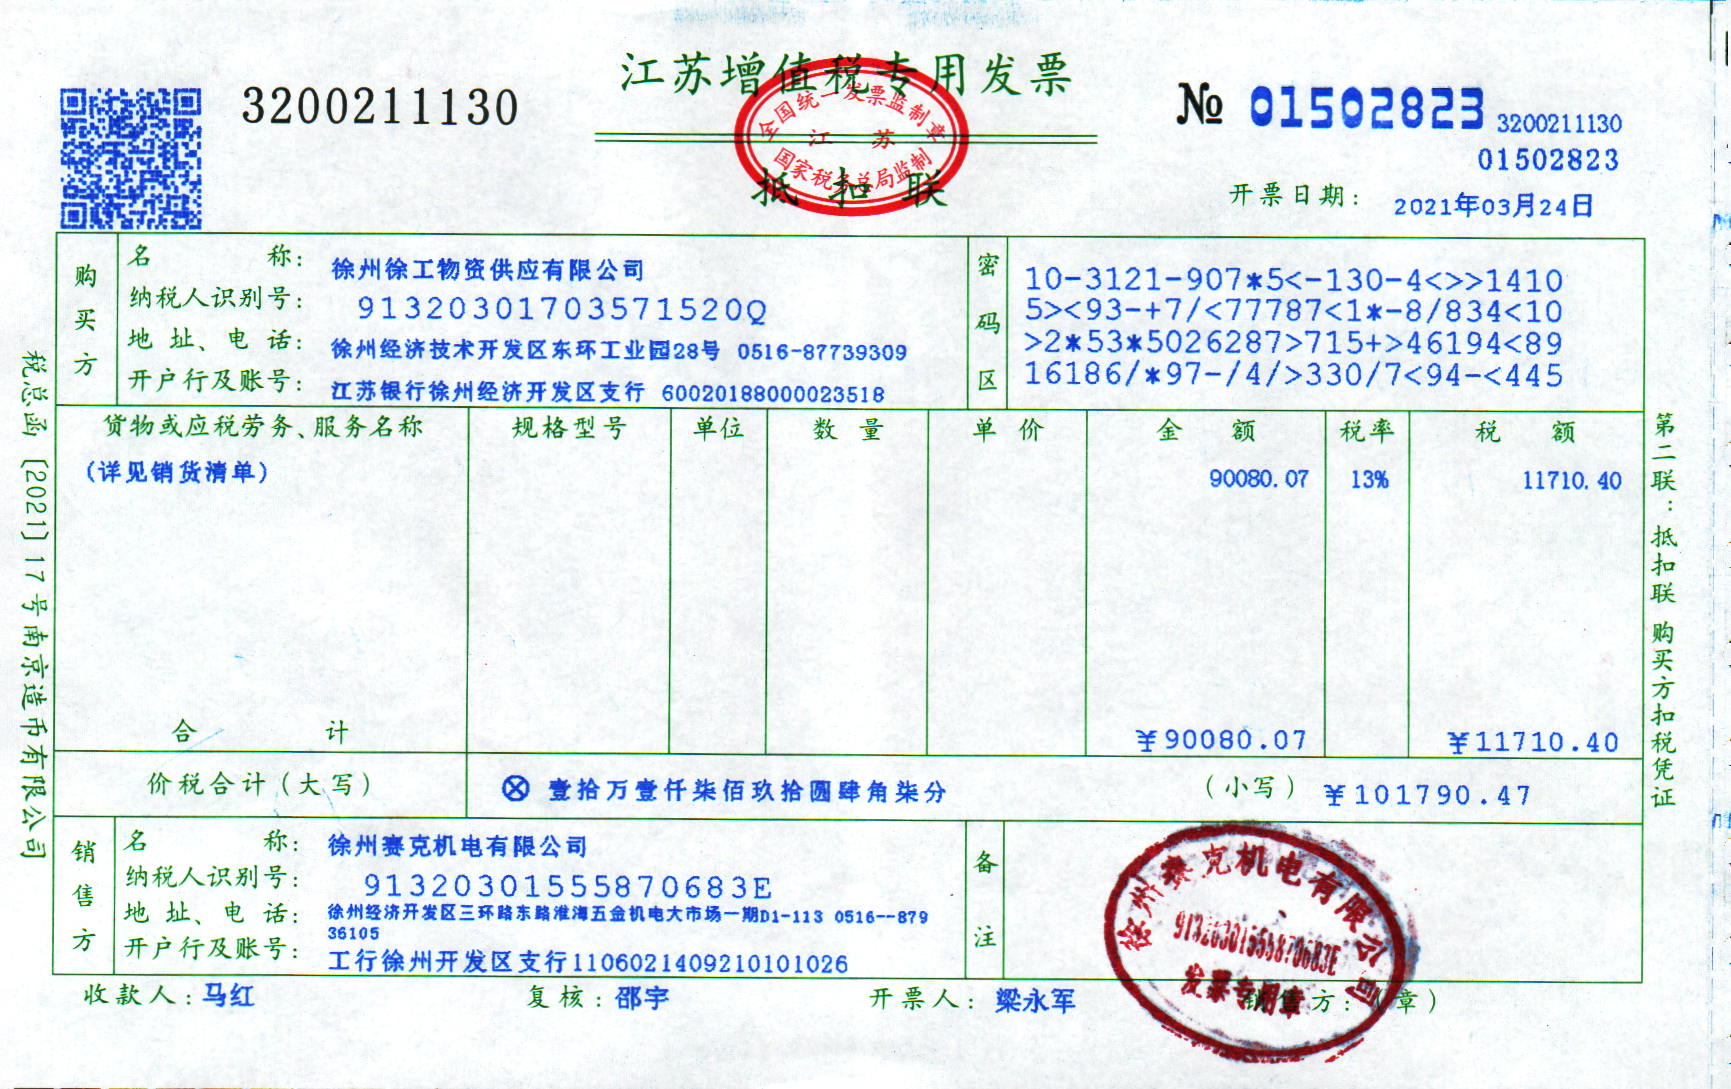 江苏增值税专用发票
3200211130
№ 01502823
3200211130
01502823
全国统一发票监制章
江 苏
国家税务总局监制
抵 扣 联
开票日期: 2021年03月24日
购买方
名 称: 徐州徐工物资供应有限公司
纳税人识别号: 91320301703571520Q
地 址、电 话: 徐州经济技术开发区东环工业园28号 0516-87739309
开户行及账号: 江苏银行徐州经济开发区支行 60020188000023518
密码区
10-3121-907*5<-130-4<>>1410
5><93-+7/<77787<1*-8/834<10
>2*53*5026287>715+>46194<89
16186/*97-/4/>330/7<94-<445
货物或应税劳务、服务名称 规格型号 单位 数 量 单 价 金 额 税率 税 额
(详见销货清单) 90080.07 13% 11710.40
合 计 ¥90080.07 ¥11710.40
价税合计(大写) ⊗ 壹拾万壹仟柒佰玖拾圆肆角柒分 (小写) ¥101790.47
销售方
名 称: 徐州赛克机电有限公司
纳税人识别号: 91320301555870683E
地 址、电 话: 徐州经济开发区三环路东路淮海五金机电大市场一期D1-113 0516--879
36105
开户行及账号: 工行徐州开发区支行1106021409210101026
备注
徐州赛克机电有限公司
91320301555870683E
发票专用章
收款人: 马红 复核: 邵宇 开票人: 梁永军 销售方:(章)
税总函〔2021〕17号南京造币有限公司
第二联:抵扣联 购买方扣税凭证